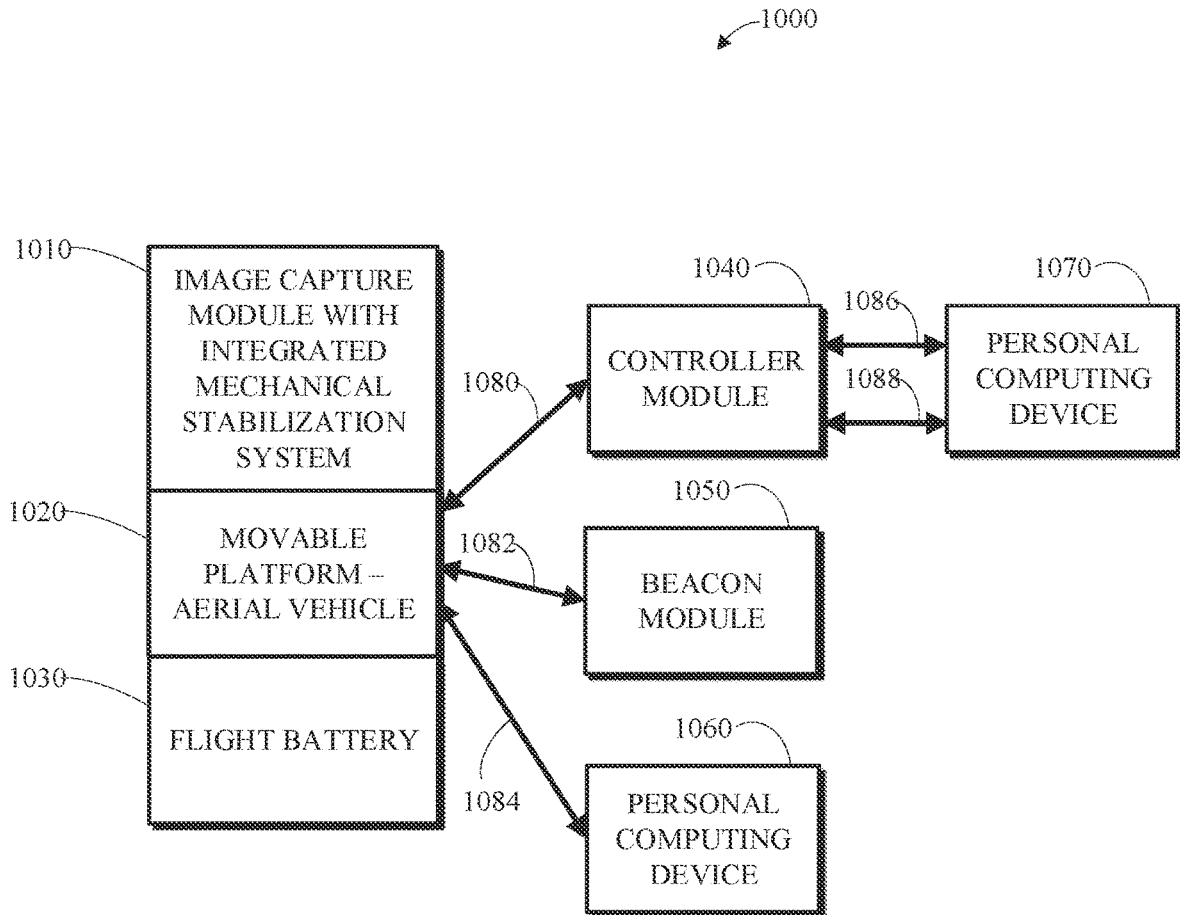 1000
1010
IMAGE CAPTURE
MODULE WITH
INTEGRATED
MECHANICAL
STABILIZATION
SYSTEM
1020
MOVABLE
PLATFORM –
AERIAL VEHICLE
1030
FLIGHT BATTERY
1080
1040
CONTROLLER
MODULE
1086
1088
1070
PERSONAL
COMPUTING
DEVICE
1082
1050
BEACON
MODULE
1084
1060
PERSONAL
COMPUTING
DEVICE